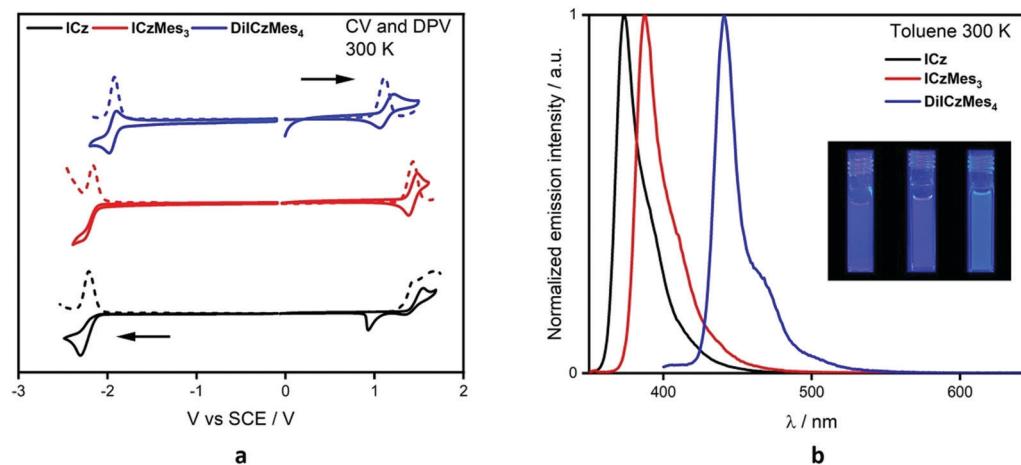 ICz ICzMes₃ DiICzMes₄
CV and DPV
300 K
-3 -2 -1 0 1 2
V vs SCE / V
a
Normalized emission intensity / a.u.
1
0
Toluene 300 K
ICz
ICzMes₃
DiICzMes₄
400 500 600
λ / nm
b